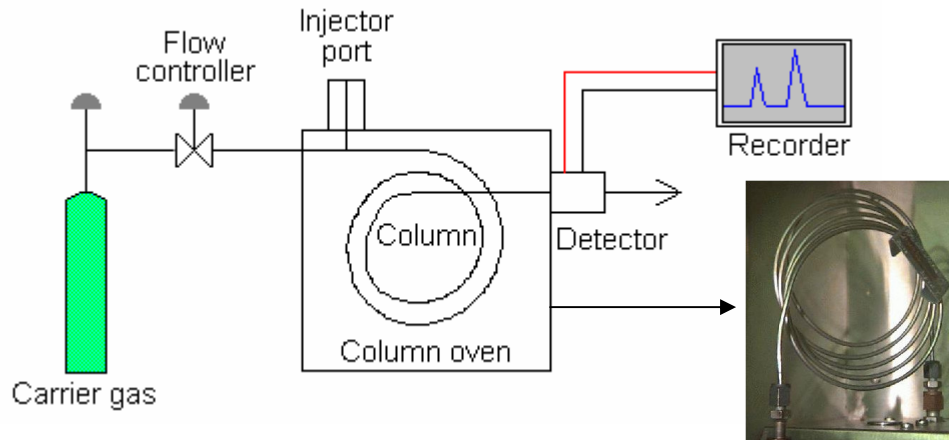 Injector
port
Flow
controller
Recorder
Column
Detector
Column oven
Carrier gas